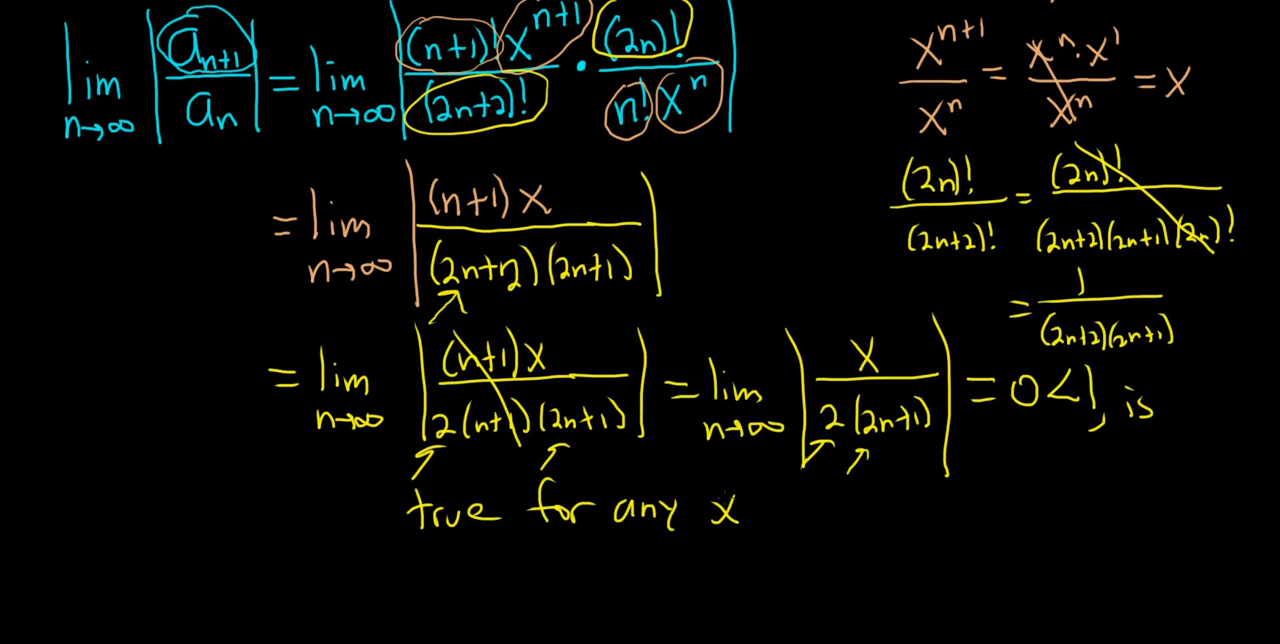 lim n→∞ |a_{n+1}/a_n| = lim n→∞ |(n+1)! x^{n+1}/(2n+2)! · (2n)!/(n! x^n)|
x^{n+1}/x^n = x^n · x^1/x^n = x
= lim n→∞ |(n+1)x/((2n+2)(2n+1))|
(2n)!/(2n+2)! = (2n)!/((2n+2)(2n+1)(2n)!)
= 1/((2n+2)(2n+1))
= lim n→∞ |(n+1)x/(2(n+1)(2n+1))| = lim n→∞ |x/(2(2n+1))| = 0 < 1, is
true for any x